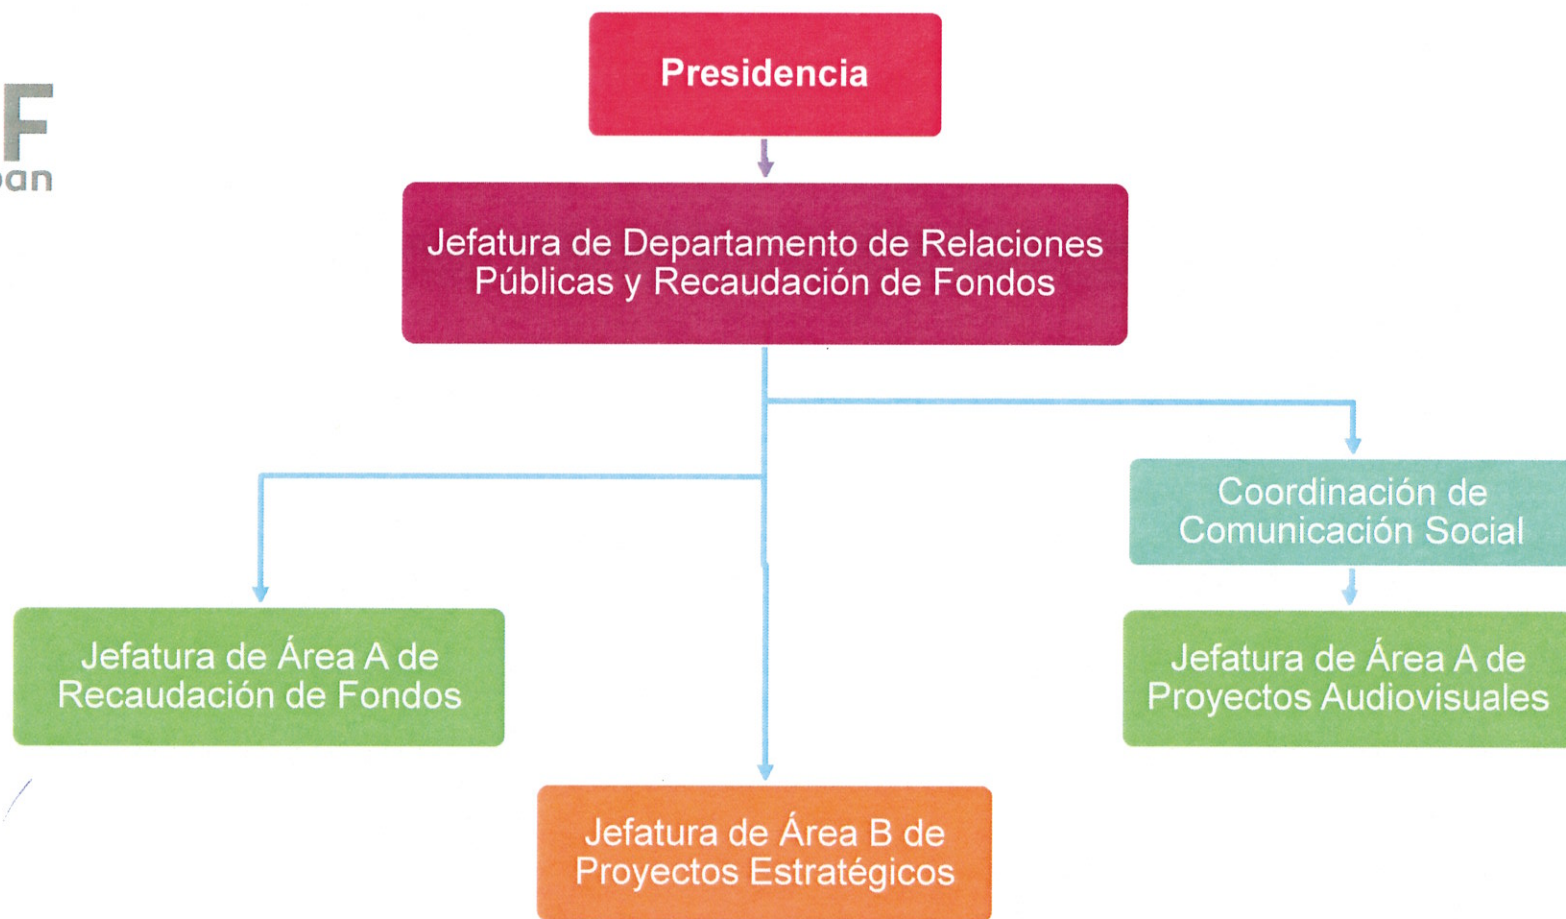 Presidencia
F
pan
Jefatura de Departamento de Relaciones
Públicas y Recaudación de Fondos
Coordinación de
Comunicación Social
Jefatura de Área A de
Recaudación de Fondos
Jefatura de Área A de
Proyectos Audiovisuales
Jefatura de Área B de
Proyectos Estratégicos